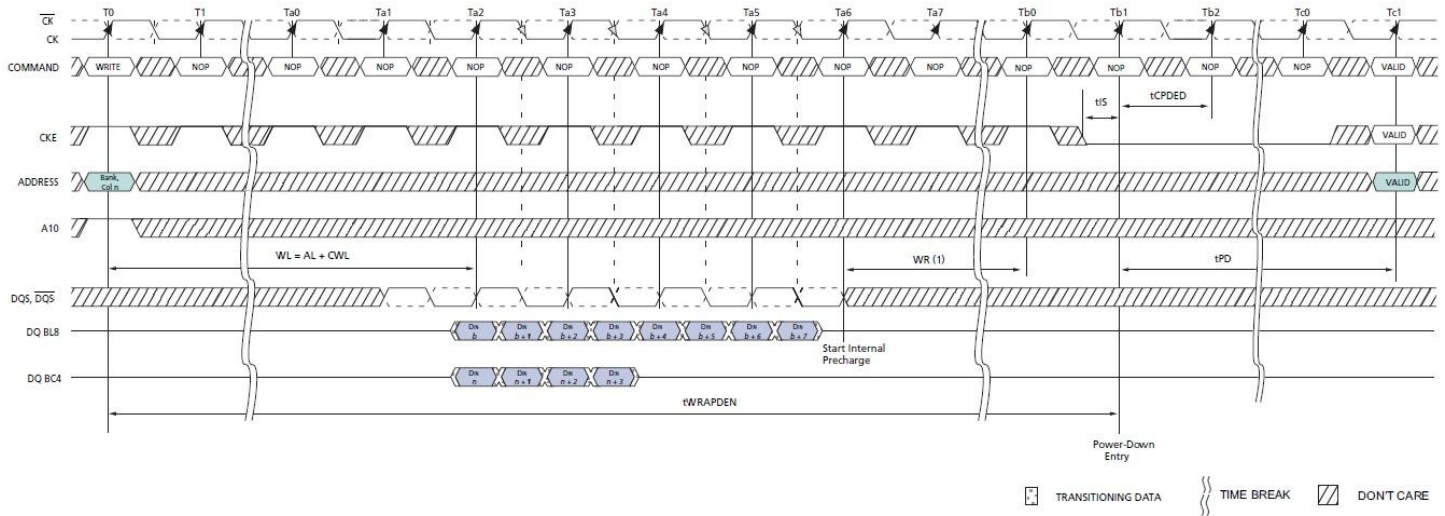 T0 T1 Ta0 Ta1 Ta2 Ta3 Ta4 Ta5 Ta6 Ta7 Tb0 Tb1 Tb2 Tc0 Tc1
CK
CK
COMMAND WRITE NOP NOP NOP NOP NOP NOP NOP NOP NOP NOP NOP NOP NOP VALID
tIS tCPDED
CKE VALID
ADDRESS Bank, Col n VALID
A10
WL = AL + CWL WR (1) tPD
DQS, DQS
DQ BL8 DIN b DIN b+1 DIN b+2 DIN b+3 DIN b+4 DIN b+5 DIN b+6 DIN b+7
Start Internal
Precharge
DQ BC4 DIN n DIN n+1 DIN n+2 DIN n+3
tWRAPDEN
Power-Down
Entry
TRANSITIONING DATA TIME BREAK DON'T CARE